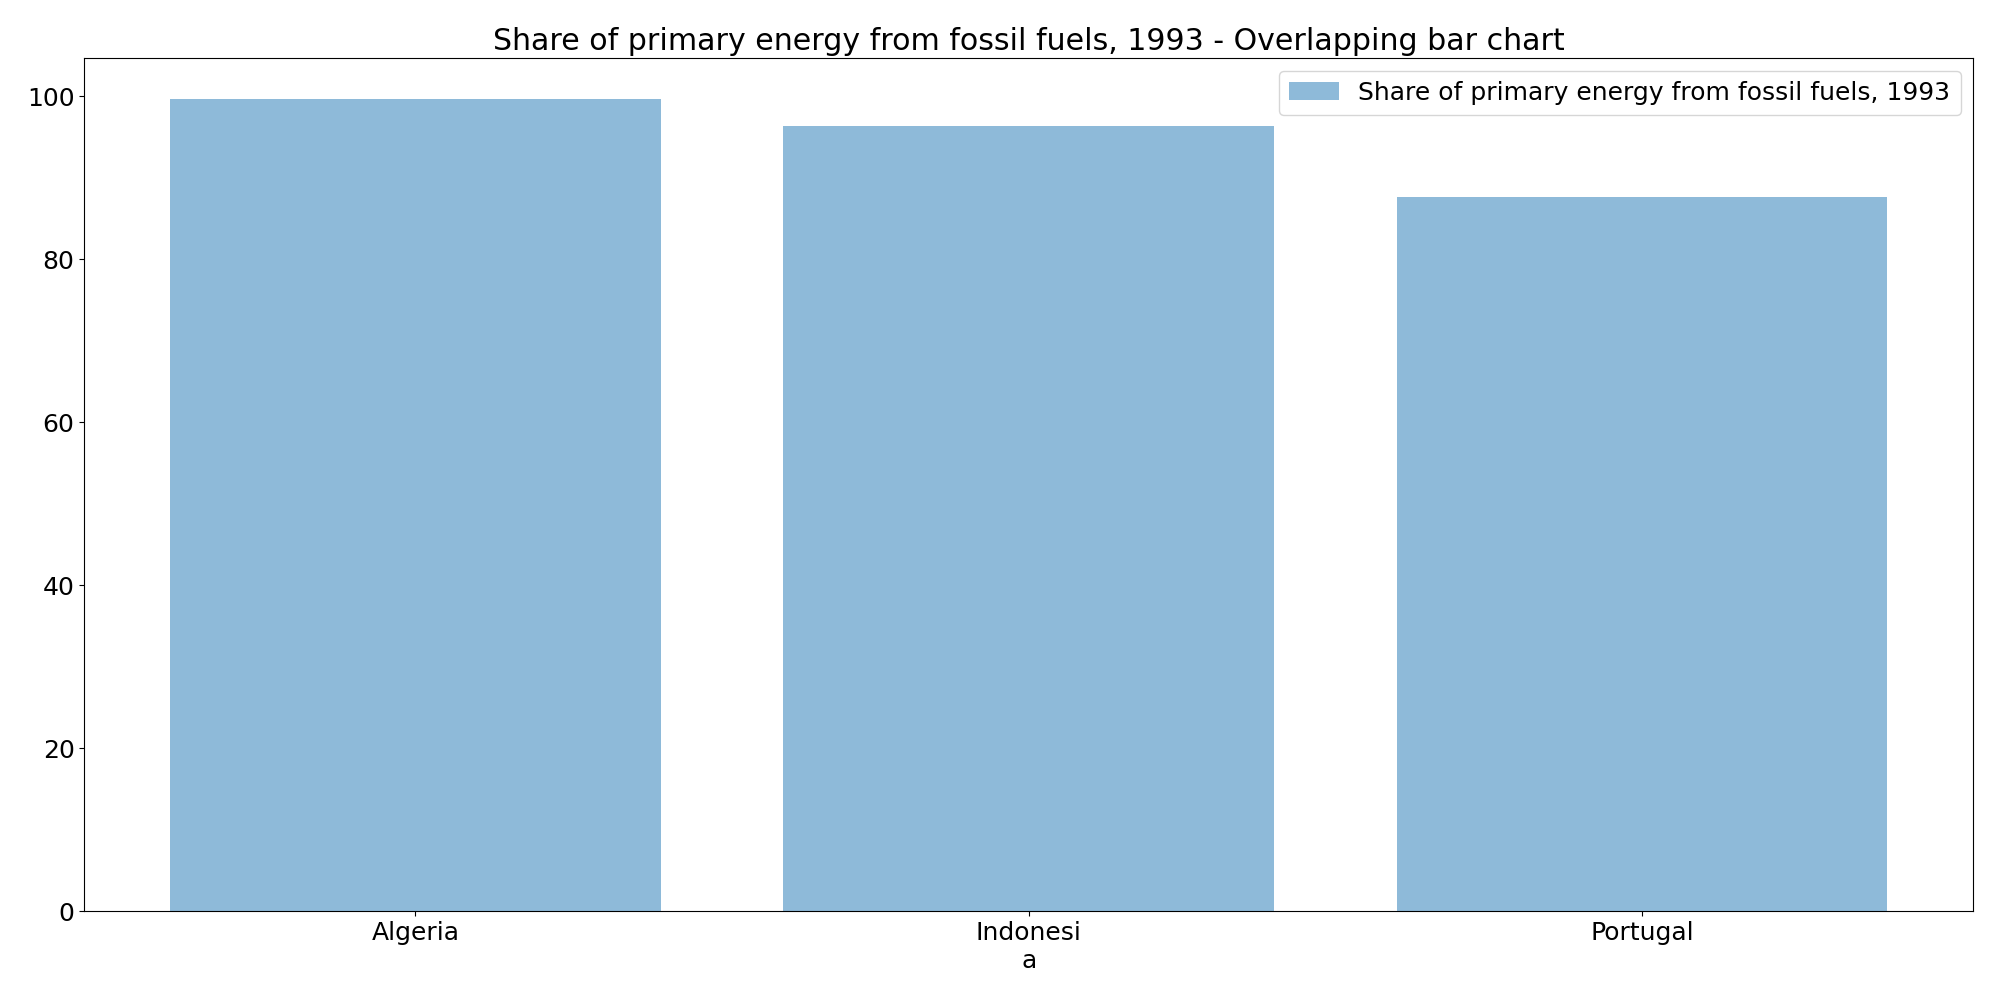 Share of primary energy from fossil fuels, 1993 - Overlapping bar chart
Share of primary energy from fossil fuels, 1993
100
80
60
40
20
0
Algeria
Indonesi
a
Portugal